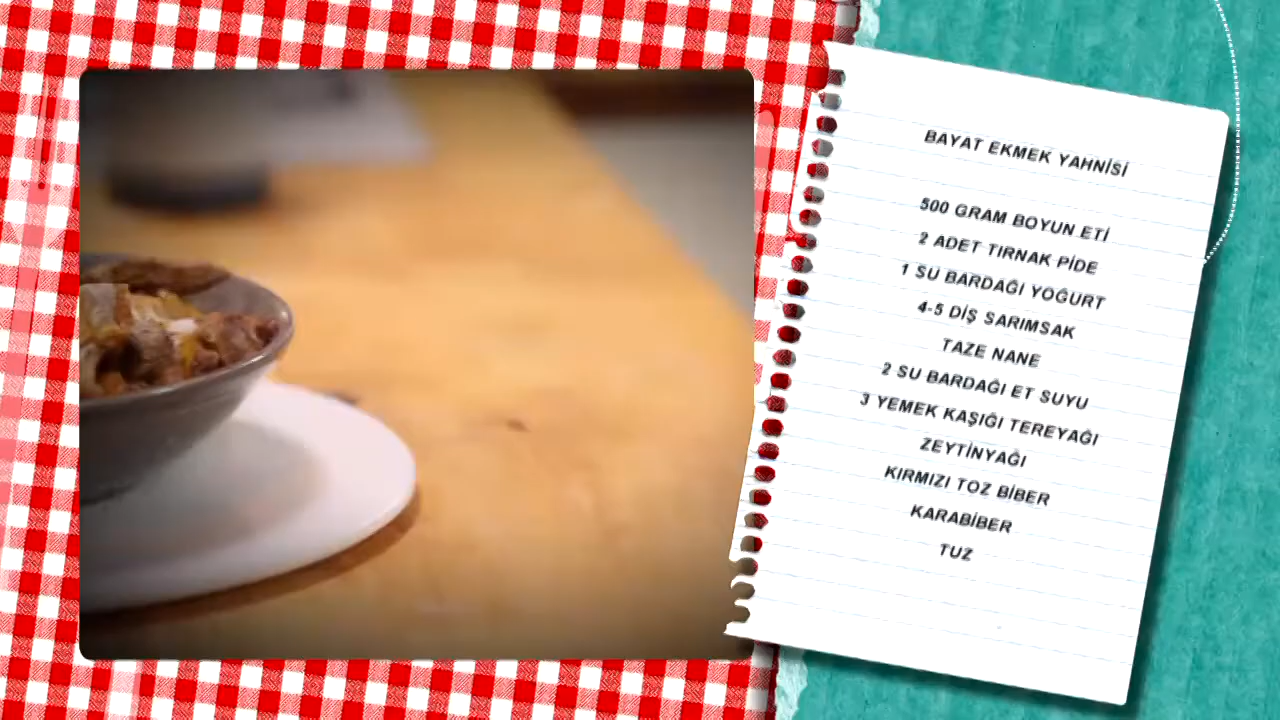 BAYAT EKMEK YAHNİSİ
500 GRAM BOYUN ETİ
2 ADET TIRNAK PİDE
1 SU BARDAĞI YOĞURT
4-5 DİŞ SARIMSAK
TAZE NANE
2 SU BARDAĞI ET SUYU
3 YEMEK KAŞIĞI TEREYAĞI
ZEYTİNYAĞI
KIRMIZI TOZ BİBER
KARABİBER
TUZ